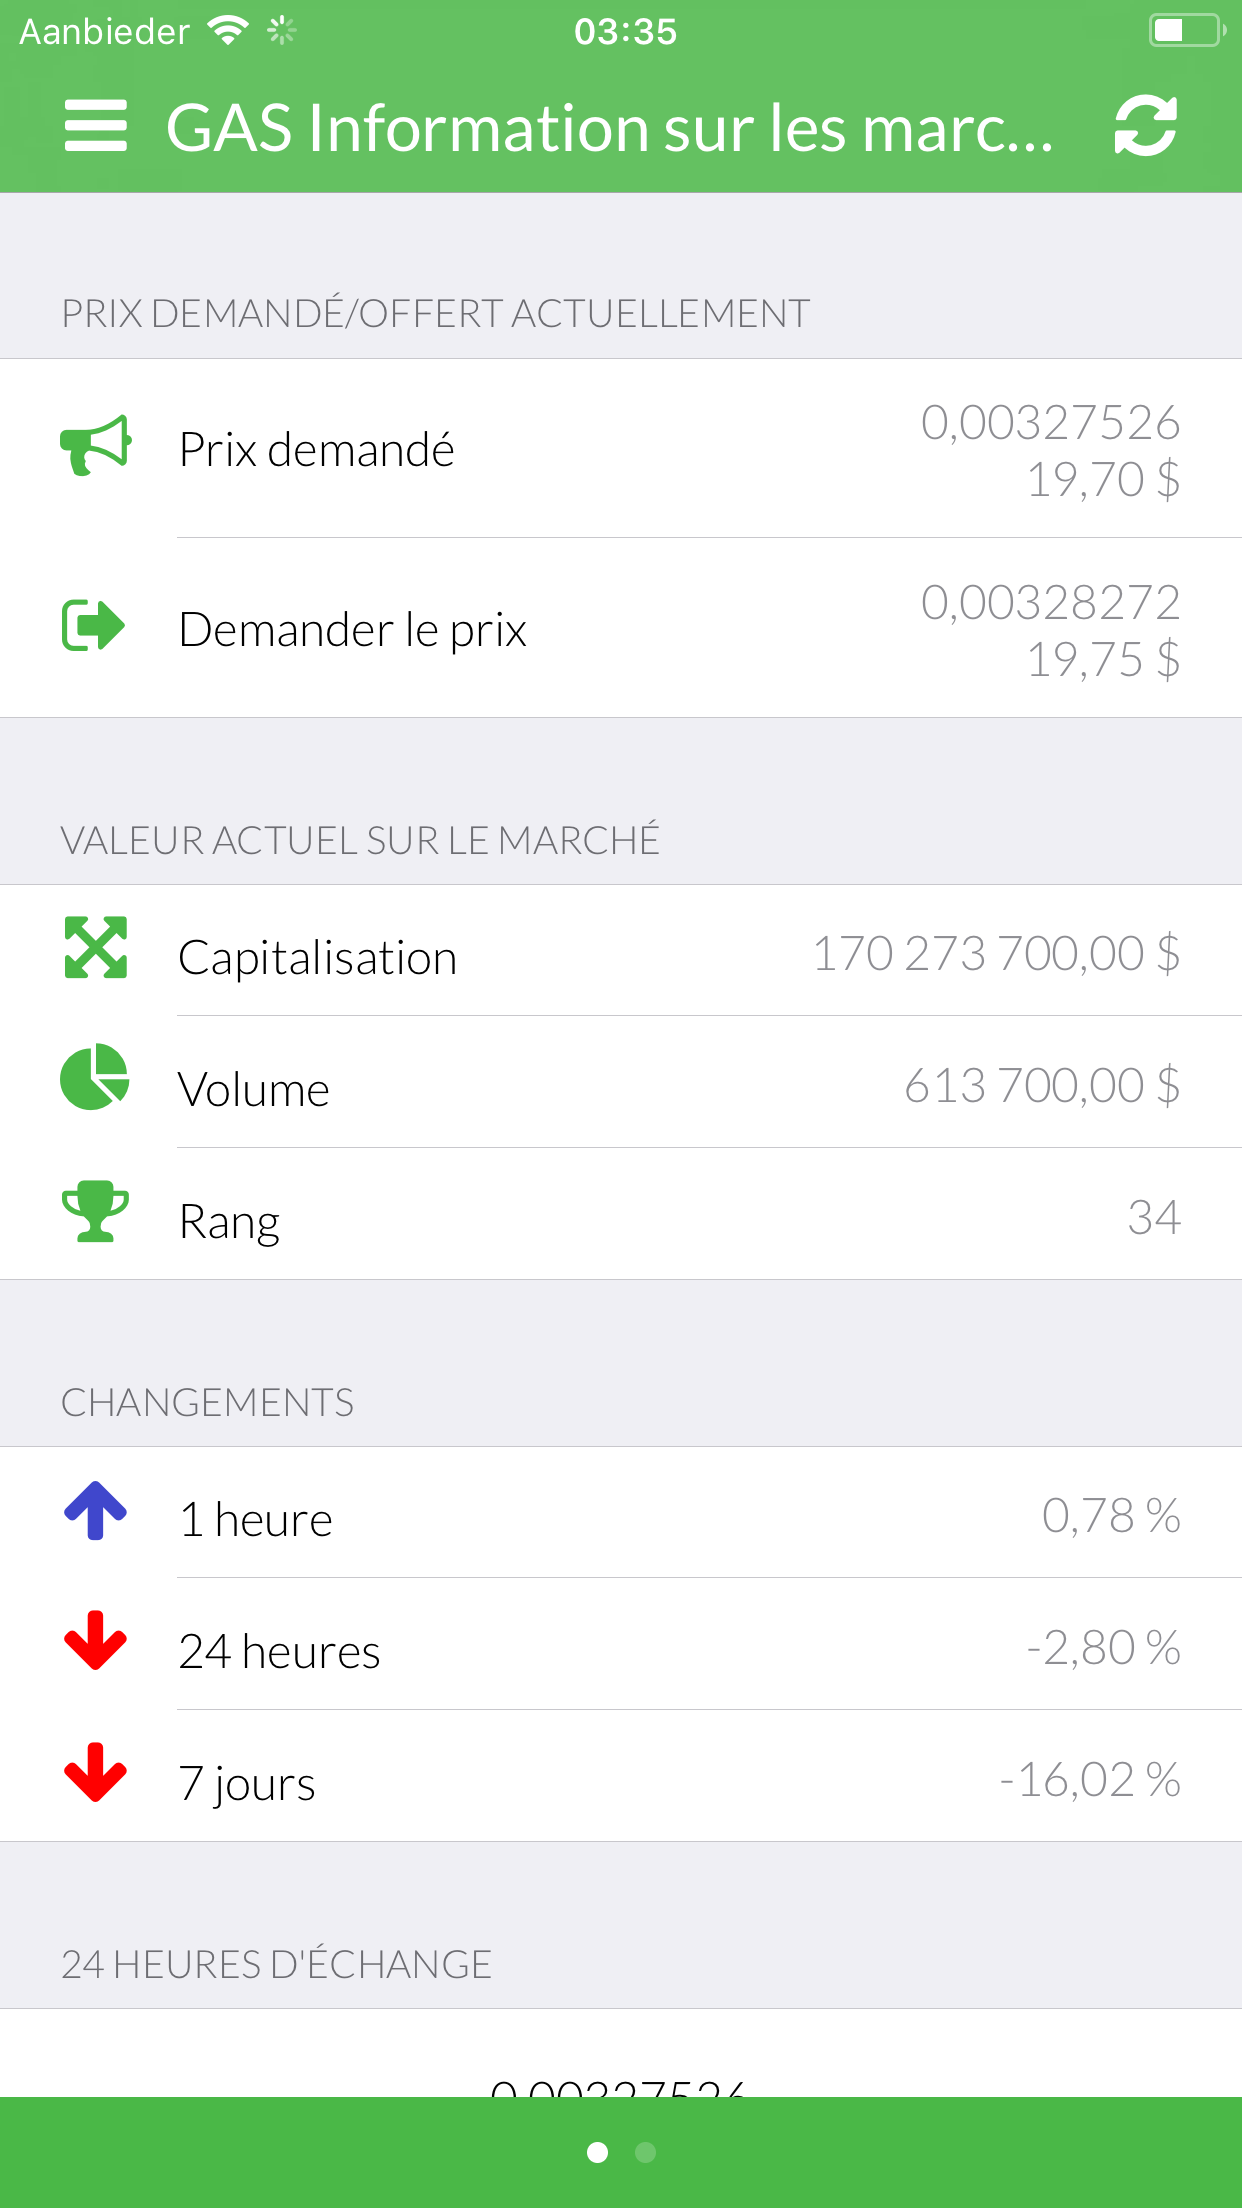 Aanbieder
03:35
GAS Information sur les marc...
PRIX DEMANDÉ/OFFERT ACTUELLEMENT
Prix demandé
0,00327526
19,70 $
Demander le prix
0,00328272
19,75 $
VALEUR ACTUEL SUR LE MARCHÉ
Capitalisation
170 273 700,00 $
Volume
613 700,00 $
Rang
34
CHANGEMENTS
1 heure
0,78 %
24 heures
-2,80 %
7 jours
-16,02 %
24 HEURES D'ÉCHANGE
0,00327526